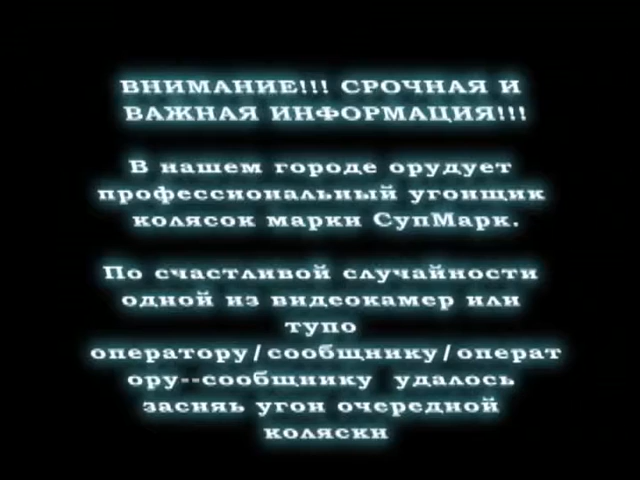 ВНИМАНИЕ!!! СРОЧНАЯ И
ВАЖНАЯ ИНФОРМАЦИЯ!!!
В нашем городе орудует
профессиональный угонщик
колясок марки СупМарк.
По счастливой случайности
одной из видеокамер или
тупо
оператору/сообщнику/операт
ору--сообщнику удалось
засняь угон очередной
коляски